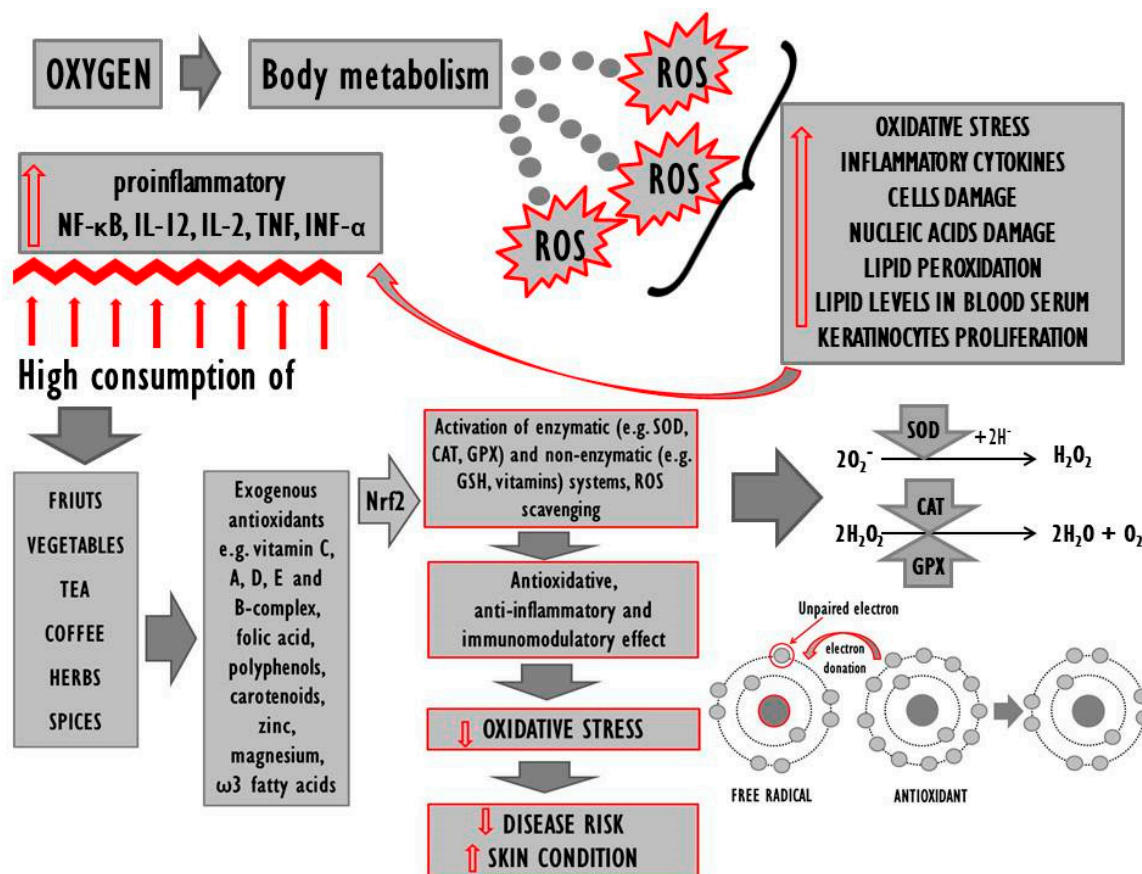 OXYGEN
Body metabolism
ROS
ROS
ROS
OXIDATIVE STRESS
INFLAMMATORY CYTOKINES
CELLS DAMAGE
NUCLEIC ACIDS DAMAGE
LIPID PEROXIDATION
LIPID LEVELS IN BLOOD SERUM
KERATINOCYTES PROLIFERATION
proinflammatory
NF-κB, IL-12, IL-2, TNF, INF-α
High consumption of
FRIUTS
VEGETABLES
TEA
COFFEE
HERBS
SPICES
Exogenous
antioxidants
e.g. vitamin C,
A, D, E and
B-complex,
folic acid,
polyphenols,
carotenoids,
zinc,
magnesium,
ω3 fatty acids
Nrf2
Activation of enzymatic (e.g. SOD,
CAT, GPX) and non-enzymatic (e.g.
GSH, vitamins) systems, ROS
scavenging
Antioxidative,
anti-inflammatory and
immunomodulatory effect
OXIDATIVE STRESS
DISEASE RISK
SKIN CONDITION
SOD
+2H⁻
2O₂⁻
H₂O₂
CAT
2H₂O₂
2H₂O + O₂
GPX
Unpaired electron
electron
donation
FREE RADICAL
ANTIOXIDANT